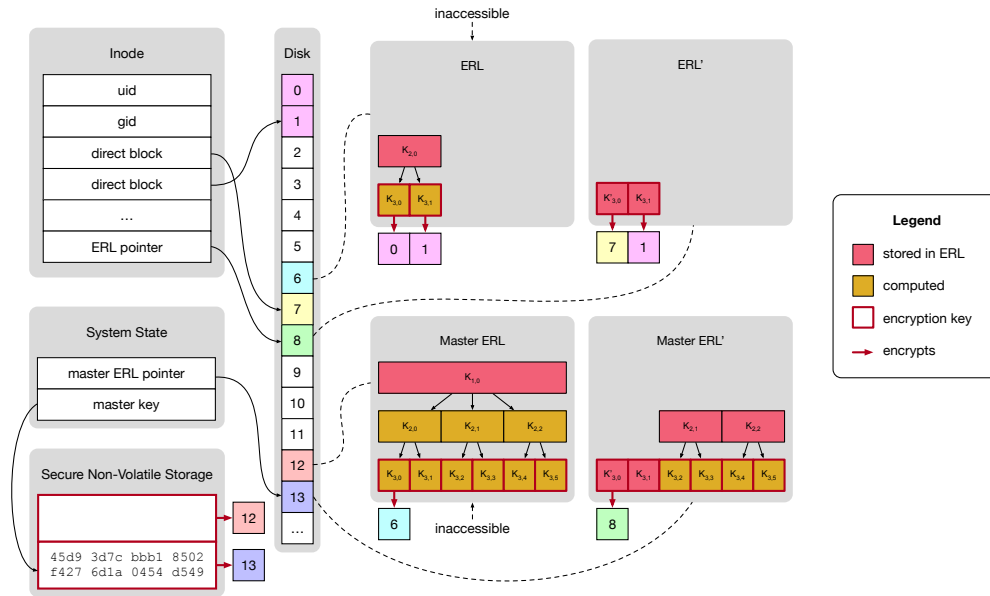 inaccessible
Inode
uid
gid
direct block
direct block
...
ERL pointer
System State
master ERL pointer
master key
Secure Non-Volatile Storage
45d9 3d7c bbb1 8502
f427 6d1a 0454 d549
12
13
Disk
0
1
2
3
4
5
6
7
8
9
10
11
12
13
...
ERL
K2,0
K3,0 K3,1
0 1
ERL'
K'3,0 K3,1
7 1
Master ERL
K1,0
K2,0 K2,1 K2,2
K3,0 K3,1 K3,2 K3,3 K3,4 K3,5
6
inaccessible
Master ERL'
K2,1 K2,2
K'3,0 K3,1 K3,2 K3,3 K3,4 K3,5
8
Legend
stored in ERL
computed
encryption key
encrypts